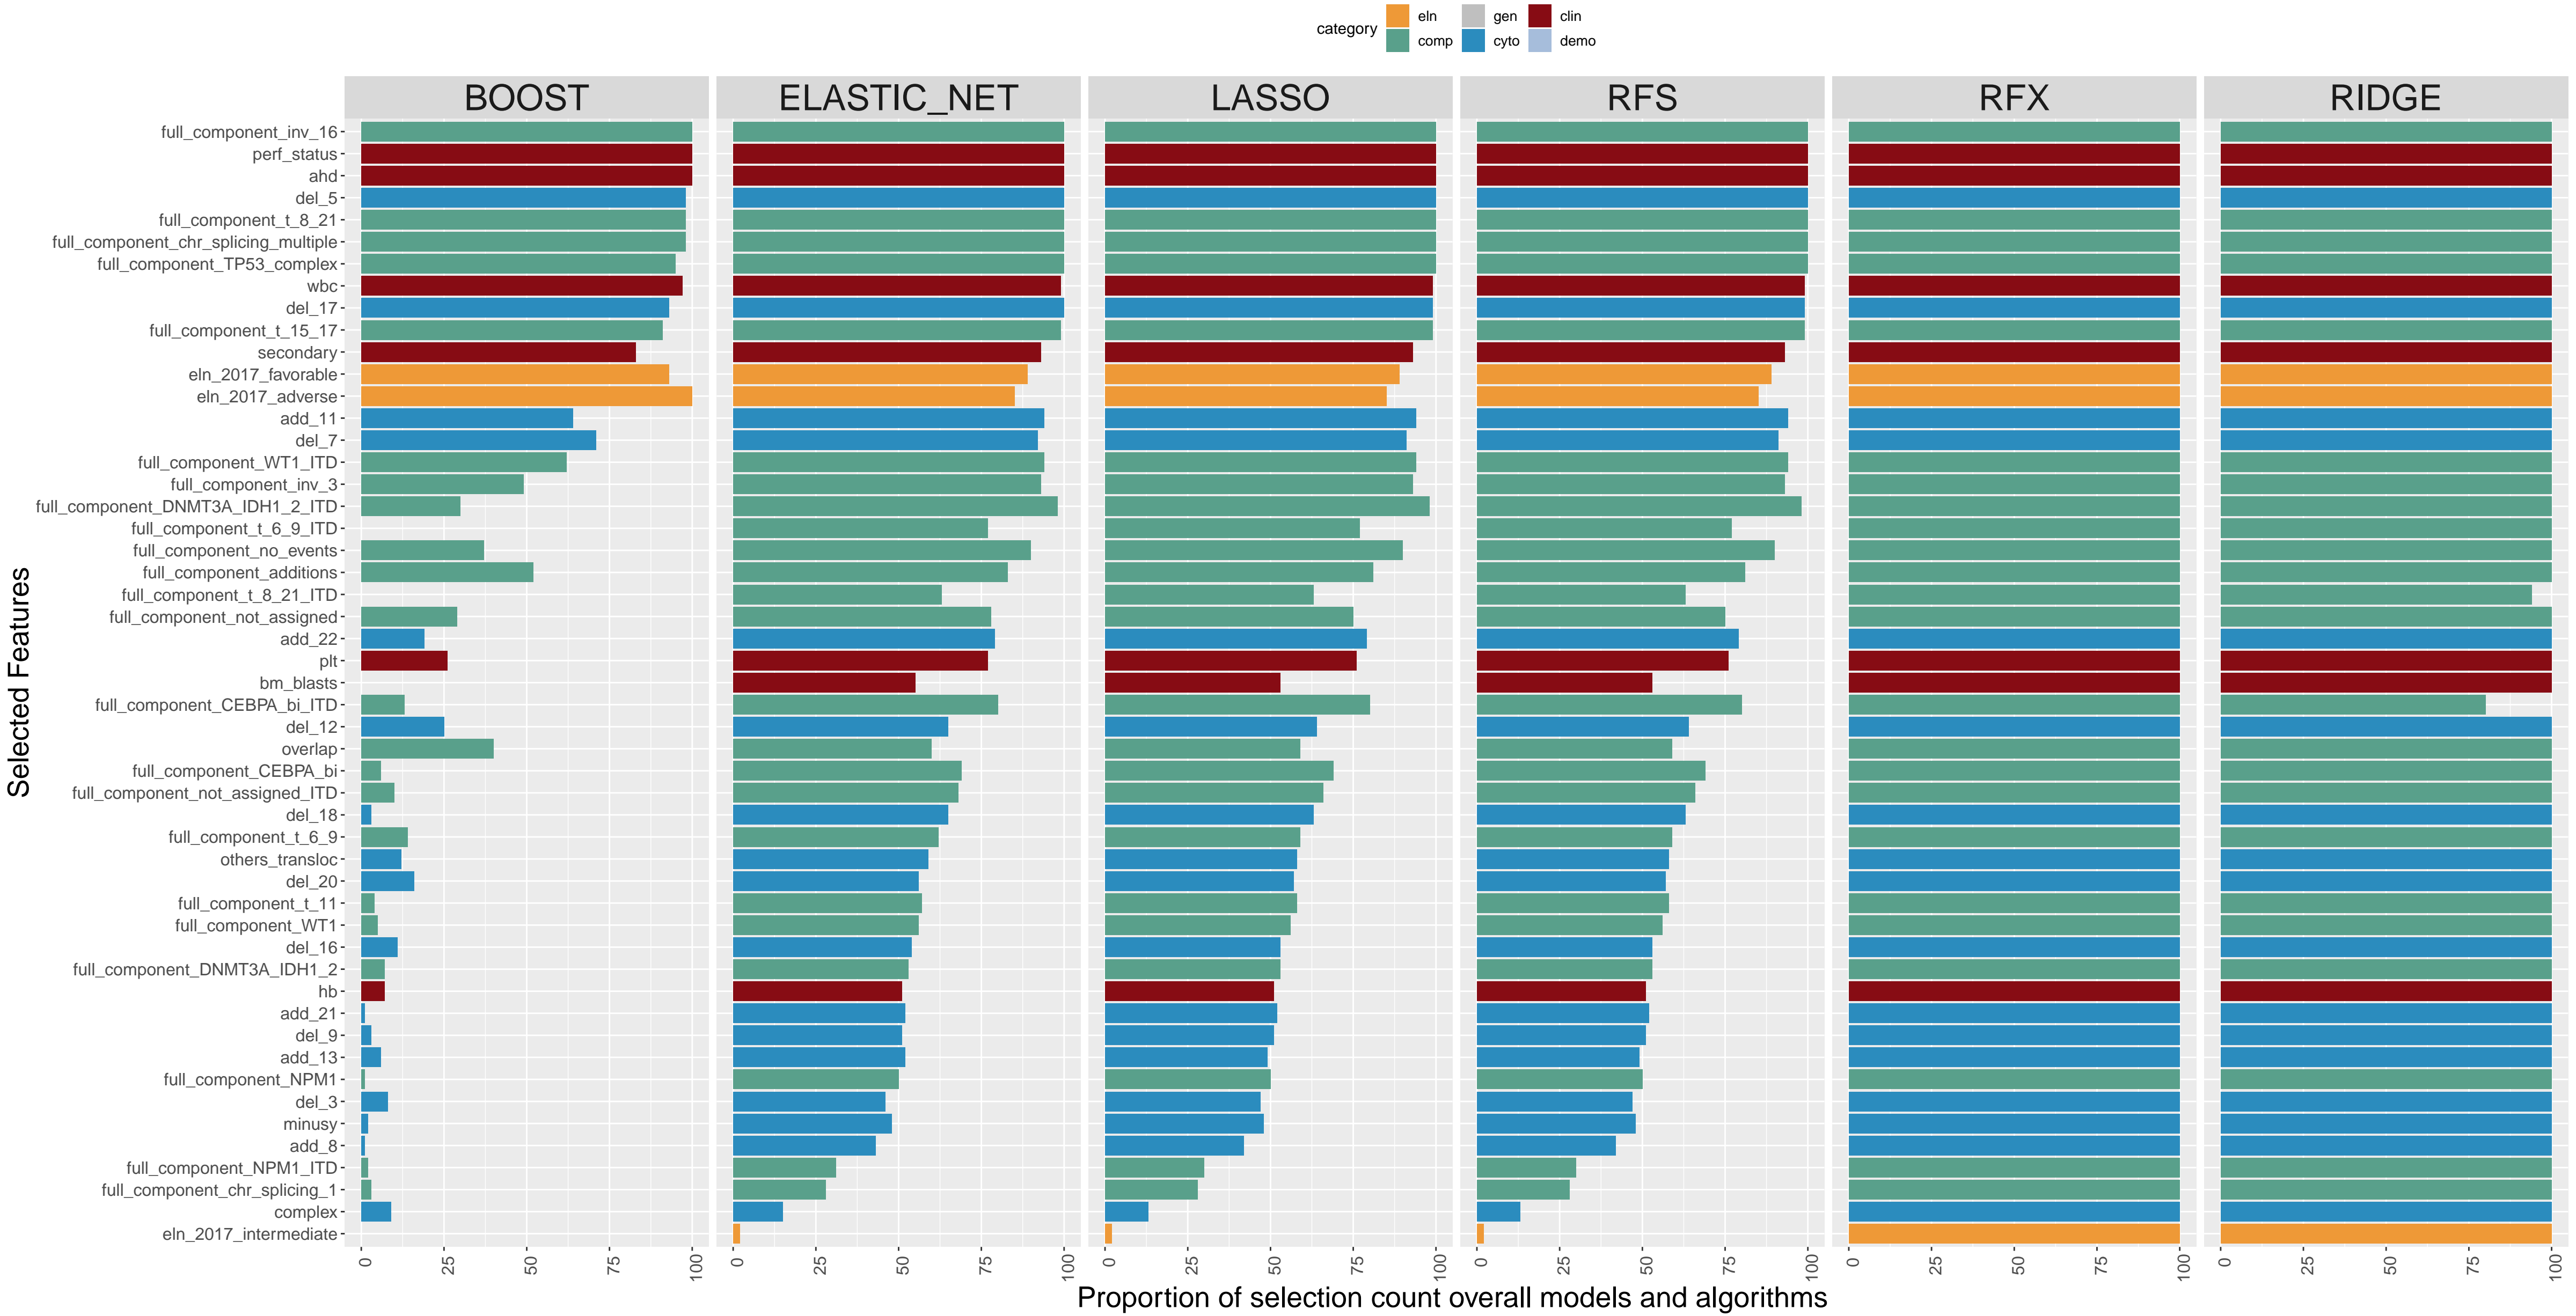 category eln gen clin
comp cyto demo
BOOST ELASTIC_NET LASSO RFS RFX RIDGE
Selected Features
full_component_inv_16
perf_status
ahd
del_5
full_component_t_8_21
full_component_chr_splicing_multiple
full_component_TP53_complex
wbc
del_17
full_component_t_15_17
secondary
eln_2017_favorable
eln_2017_adverse
add_11
del_7
full_component_WT1_ITD
full_component_inv_3
full_component_DNMT3A_IDH1_2_ITD
full_component_t_6_9_ITD
full_component_no_events
full_component_additions
full_component_t_8_21_ITD
full_component_not_assigned
add_22
plt
bm_blasts
full_component_CEBPA_bi_ITD
del_12
overlap
full_component_CEBPA_bi
full_component_not_assigned_ITD
del_18
full_component_t_6_9
others_transloc
del_20
full_component_t_11
full_component_WT1
del_16
full_component_DNMT3A_IDH1_2
hb
add_21
del_9
add_13
full_component_NPM1
del_3
minusy
add_8
full_component_NPM1_ITD
full_component_chr_splicing_1
complex
eln_2017_intermediate
0 25 50 75 100 0 25 50 75 100 0 25 50 75 100 0 25 50 75 100 0 25 50 75 100 0 25 50 75 100
Proportion of selection count overall models and algorithms